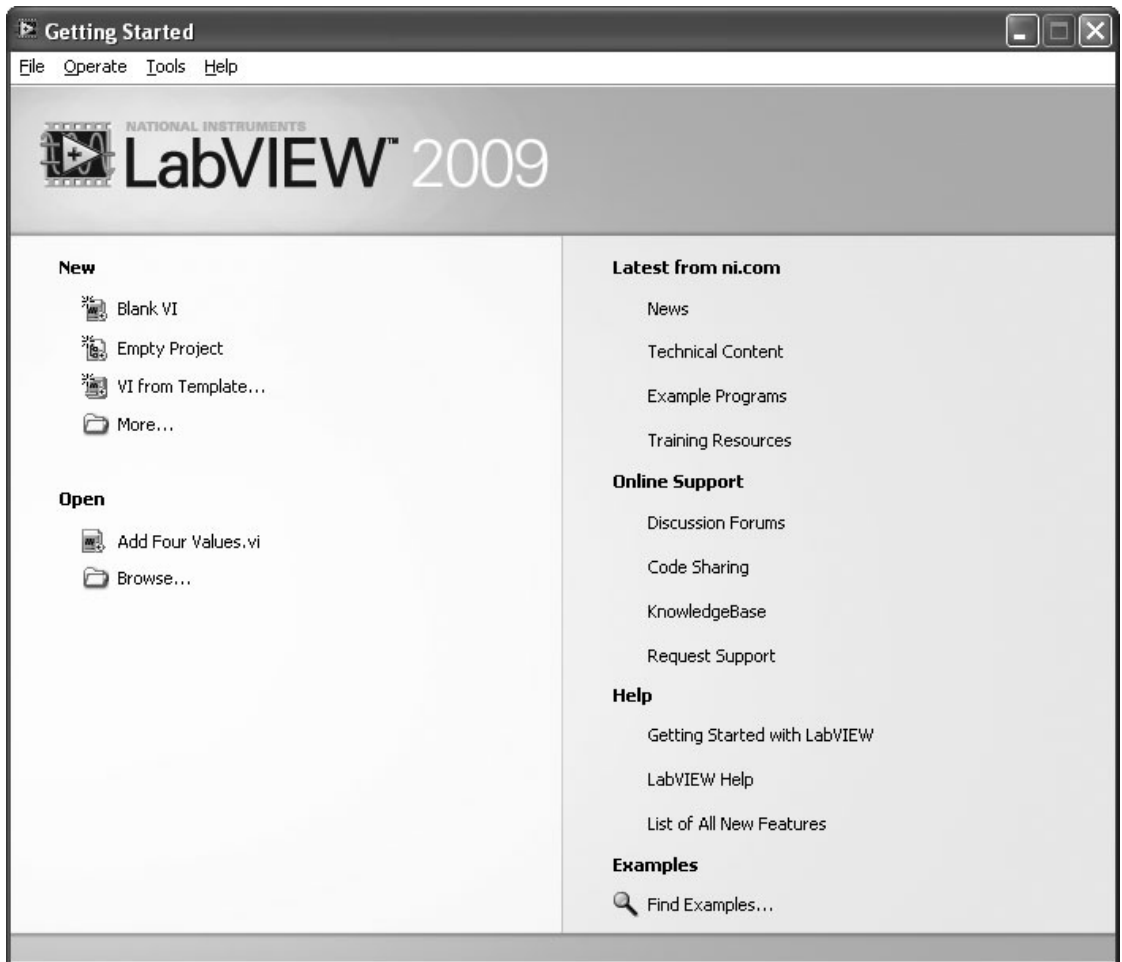 Getting Started
File Operate Tools Help
NATIONAL INSTRUMENTS
LabVIEW™ 2009
New
Blank VI
Empty Project
VI from Template...
More...
Open
Add Four Values.vi
Browse...
Latest from ni.com
News
Technical Content
Example Programs
Training Resources
Online Support
Discussion Forums
Code Sharing
KnowledgeBase
Request Support
Help
Getting Started with LabVIEW
LabVIEW Help
List of All New Features
Examples
Find Examples...